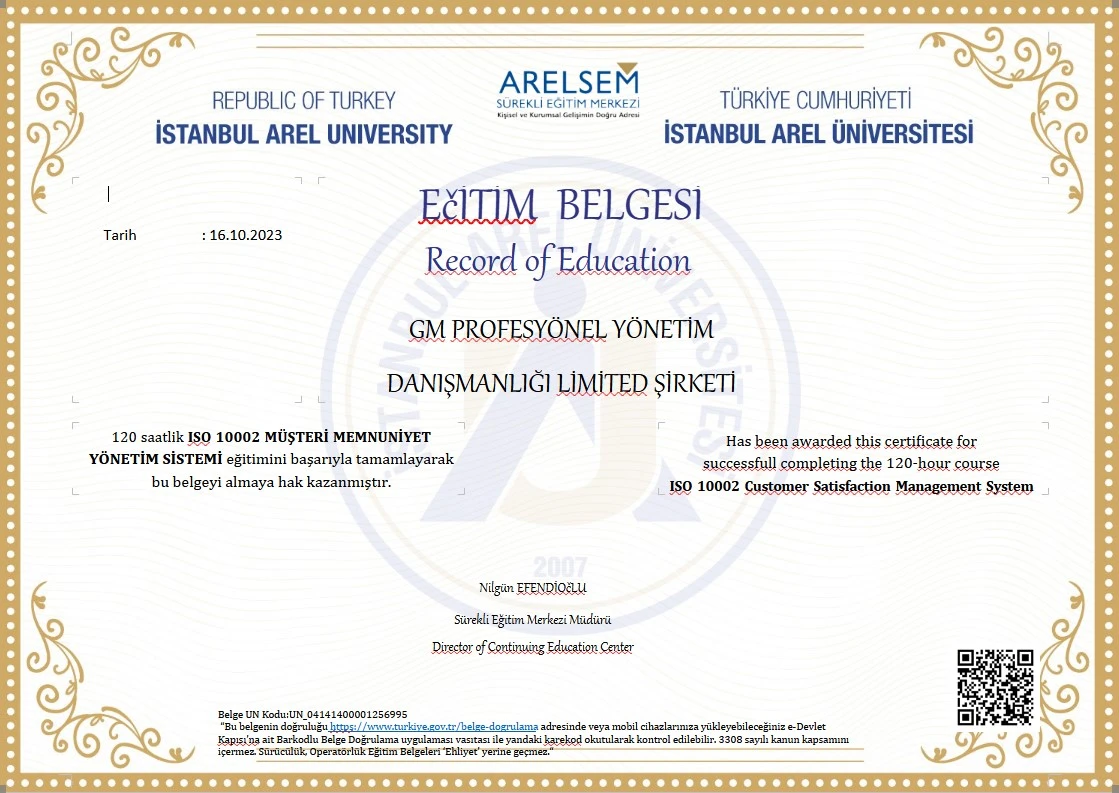 REPUBLIC OF TURKEY
İSTANBUL AREL UNIVERSITY
ARELSEM
SÜREKLİ EĞİTİM MERKEZİ
Kişisel ve Kurumsal Gelişimin Doğru Adresi
TÜRKİYE CUMHURİYETİ
İSTANBUL AREL ÜNİVERSİTESİ
Tarih : 16.10.2023
EčİTİM BELGESİ
Record of Education
GM PROFESYÖNEL YÖNETİM
DANIŞMANLIĞI LİMİTED ŞİRKETİ
120 saatlik ISO 10002 MÜŞTERİ MEMNUNİYET
YÖNETİM SİSTEMİ eğitimini başarıyla tamamlayarak
bu belgeyi almaya hak kazanmıştır.
Has been awarded this certificate for
successfull completing the 120-hour course
ISO 10002 Customer Satisfaction Management System
İSTANBUL AREL ÜNİVERSİTESİ
2007
Nilgün EFENDİOčLU
Sürekli Eğitim Merkezi Müdürü
Director of Continuing Education Center
Belge UN Kodu:UN_04141400001256995
"Bu belgenin doğruluğu https://www.turkiye.gov.tr/belge-dogrulama adresinde veya mobil cihazlarınıza yükleyebileceğiniz e-Devlet
Kapısı'na ait Barkodlu Belge Doğrulama uygulaması vasıtası ile yandaki karekod okutularak kontrol edilebilir. 3308 sayılı kanun kapsamını
içermez. Sürücülük, Operatörlük Eğitim Belgeleri 'Ehliyet' yerine geçmez."